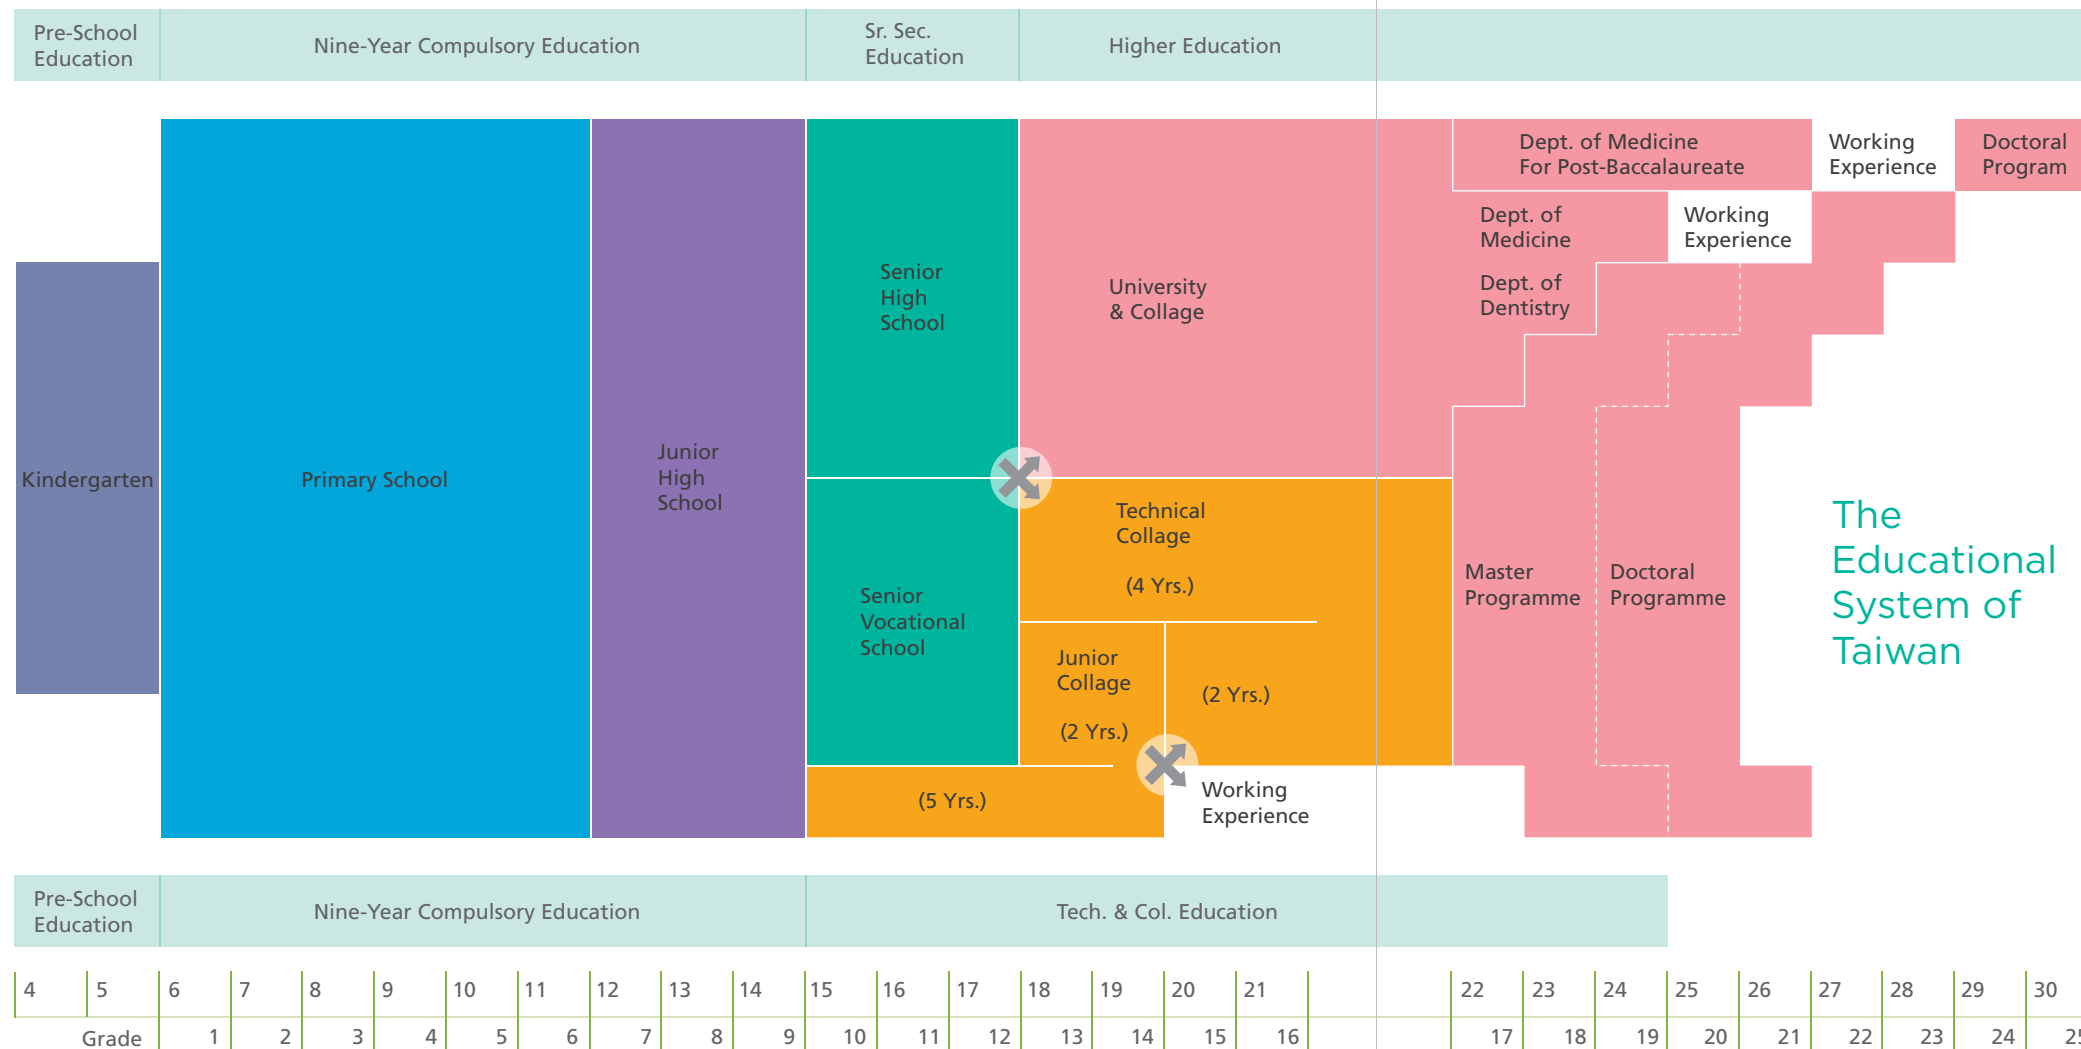 Pre-School
Education
Nine-Year Compulsory Education
Sr. Sec.
Education
Higher Education
Dept. of Medicine
For Post-Baccalaureate
Working
Experience
Doctoral
Program
Dept. of
Medicine
Working
Experience
Dept. of
Dentistry
Senior
High
School
University
& Collage
Kindergarten
Primary School
Junior
High
School
Technical
Collage
(4 Yrs.)
Senior
Vocational
School
Master
Programme
Doctoral
Programme
The
Educational
System of
Taiwan
Junior
Collage
(2 Yrs.)
(2 Yrs.)
(5 Yrs.)
Working
Experience
Pre-School
Education
Nine-Year Compulsory Education
Tech. & Col. Education
4 5 6 7 8 9 10 11 12 13 14 15 16 17 18 19 20 21 22 23 24 25 26 27 28 29 30
Grade 1 2 3 4 5 6 7 8 9 10 11 12 13 14 15 16 17 18 19 20 21 22 23 24 25